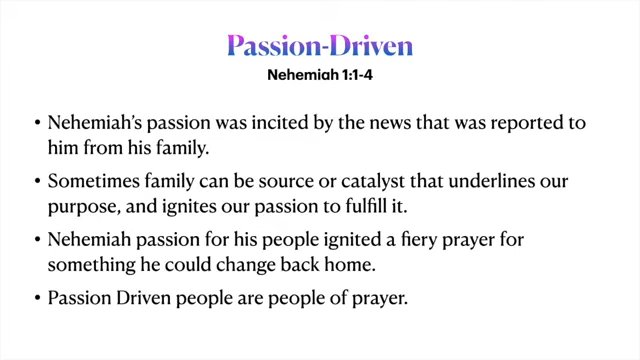 Passion-Driven
Nehemiah 1:1-4
• Nehemiah's passion was incited by the news that was reported to
him from his family.
• Sometimes family can be source or catalyst that underlines our
purpose, and ignites our passion to fulfill it.
• Nehemiah passion for his people ignited a fiery prayer for
something he could change back home.
• Passion Driven people are people of prayer.